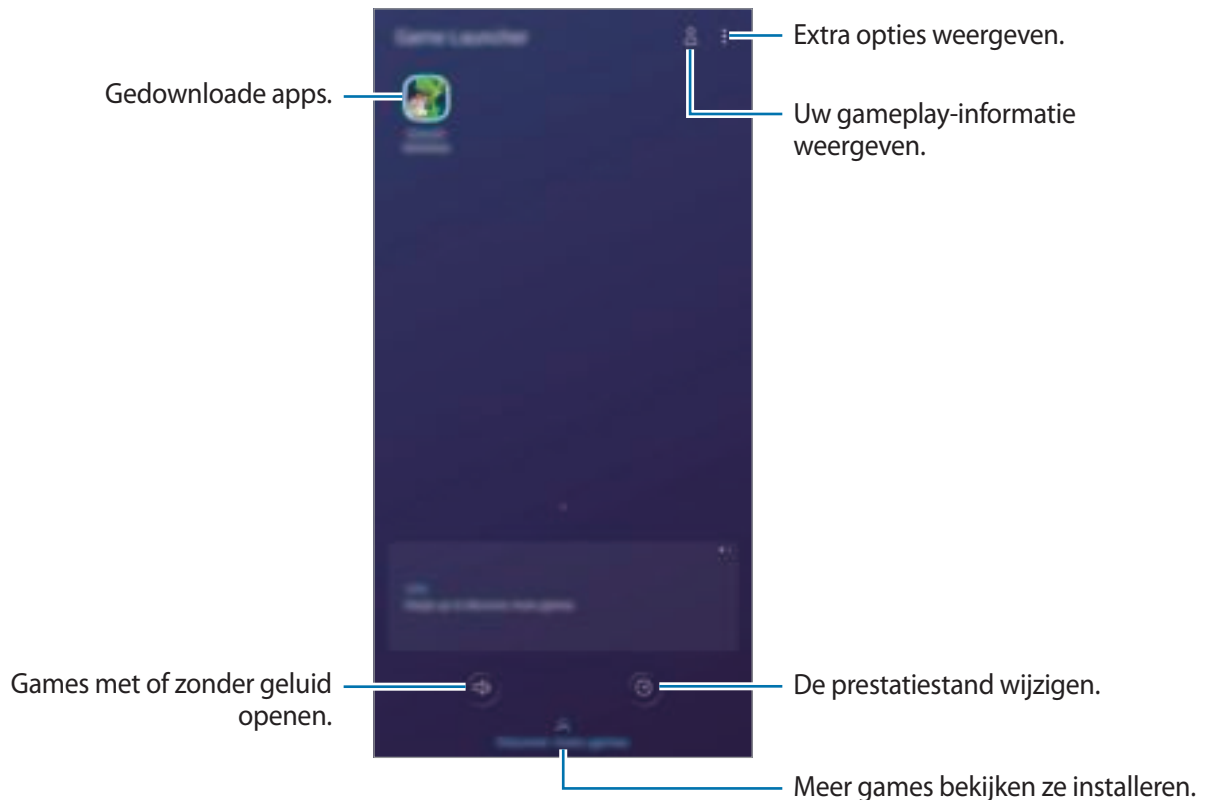 Game Launcher
Extra opties weergeven.
Gedownloade apps.
Uw gameplay-informatie
weergeven.
Games met of zonder geluid
openen.
De prestatiestand wijzigen.
Meer games bekijken ze installeren.